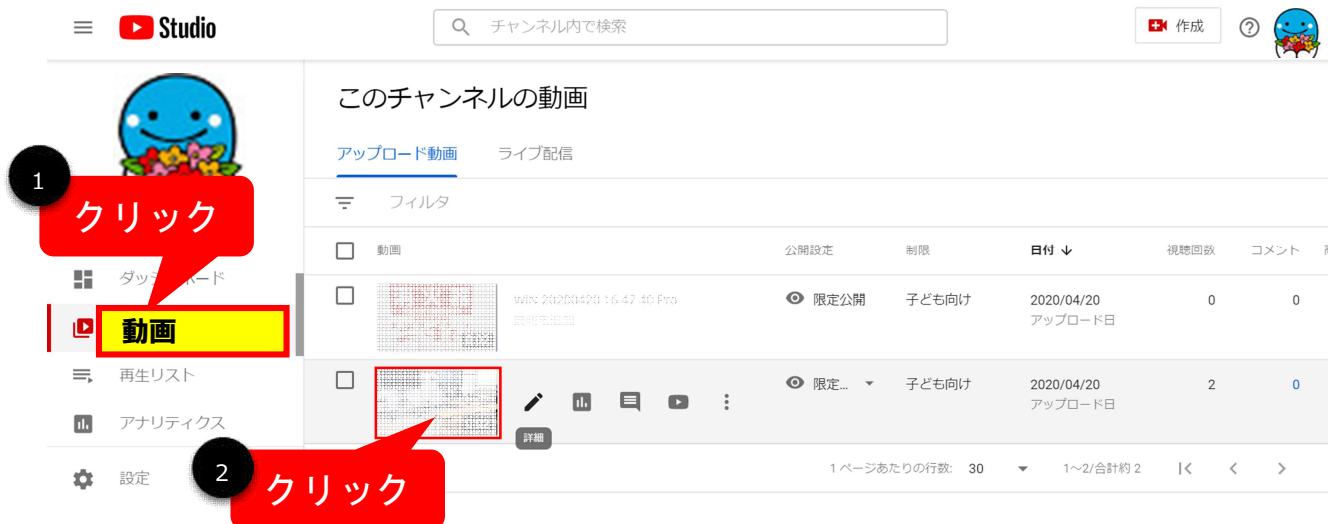 Studio
チャンネル内で検索
作成
このチャンネルの動画
アップロード動画
ライブ配信
1
クリック
フィルタ
動画
公開設定
制限
日付
視聴回数
コメント
限定公開
子ども向け
2020/04/20
アップロード日
0
0
動画
再生リスト
限定...
子ども向け
2020/04/20
アップロード日
2
0
詳細
アナリティクス
1 ページあたりの行数: 30
1~2/合計約 2
設定
2
クリック